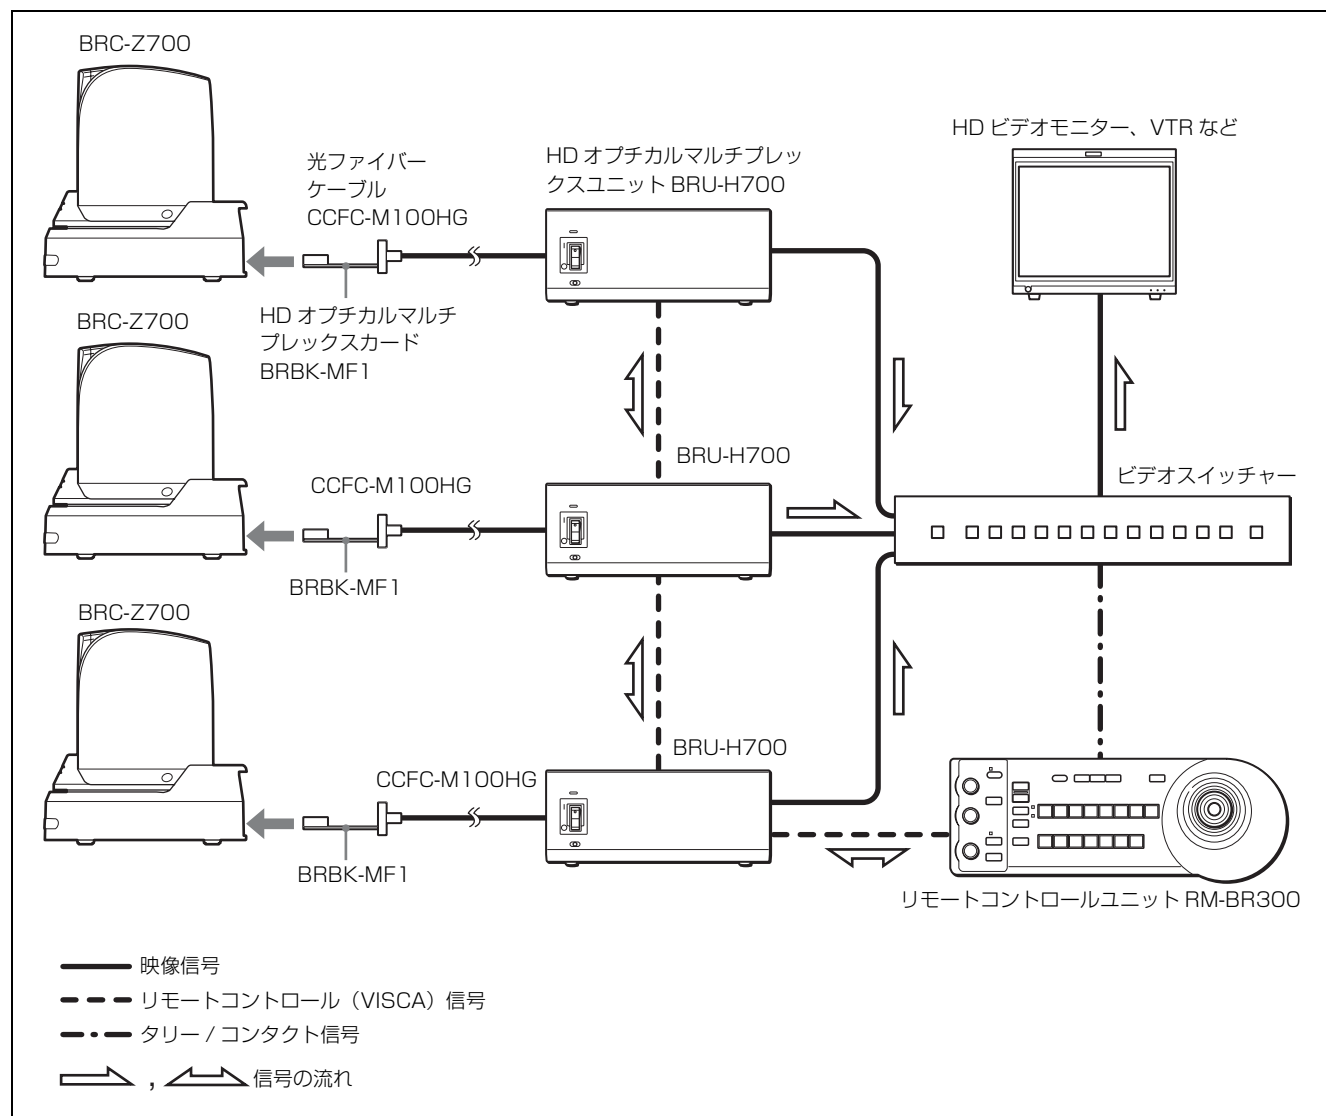 BRC-Z700
光ファイバー
ケーブル
CCFC-M100HG
HD オプチカルマルチプレッ
クスユニット BRU-H700
HD ビデオモニター、VTR など
HD オプチカルマルチ
プレックスカード
BRBK-MF1
BRC-Z700
CCFC-M100HG
BRU-H700
ビデオスイッチャー
BRBK-MF1
BRC-Z700
CCFC-M100HG
BRU-H700
BRBK-MF1
リモートコントロールユニット RM-BR300
映像信号
リモートコントロール（VISCA）信号
タリー / コンタクト信号
, 信号の流れ